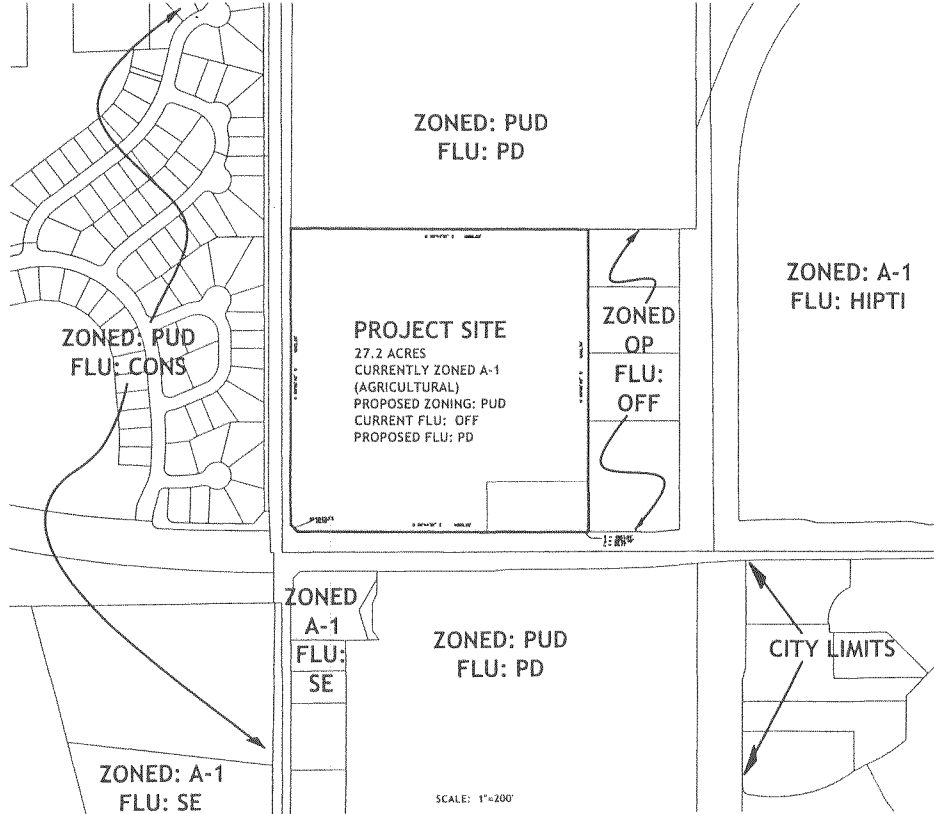 ZONED: PUD
FLU: PD
ZONED: A-1
FLU: HIPTI
ZONED: PUD
FLU: CONS
PROJECT SITE
27.2 ACRES
CURRENTLY ZONED A-1
(AGRICULTURAL)
PROPOSED ZONING: PUD
CURRENT FLU: OFF
PROPOSED FLU: PD
ZONED
OP
FLU:
OFF
ZONED
A-1
FLU:
SE
ZONED: PUD
FLU: PD
CITY LIMITS
ZONED: A-1
FLU: SE
SCALE: 1"=200'